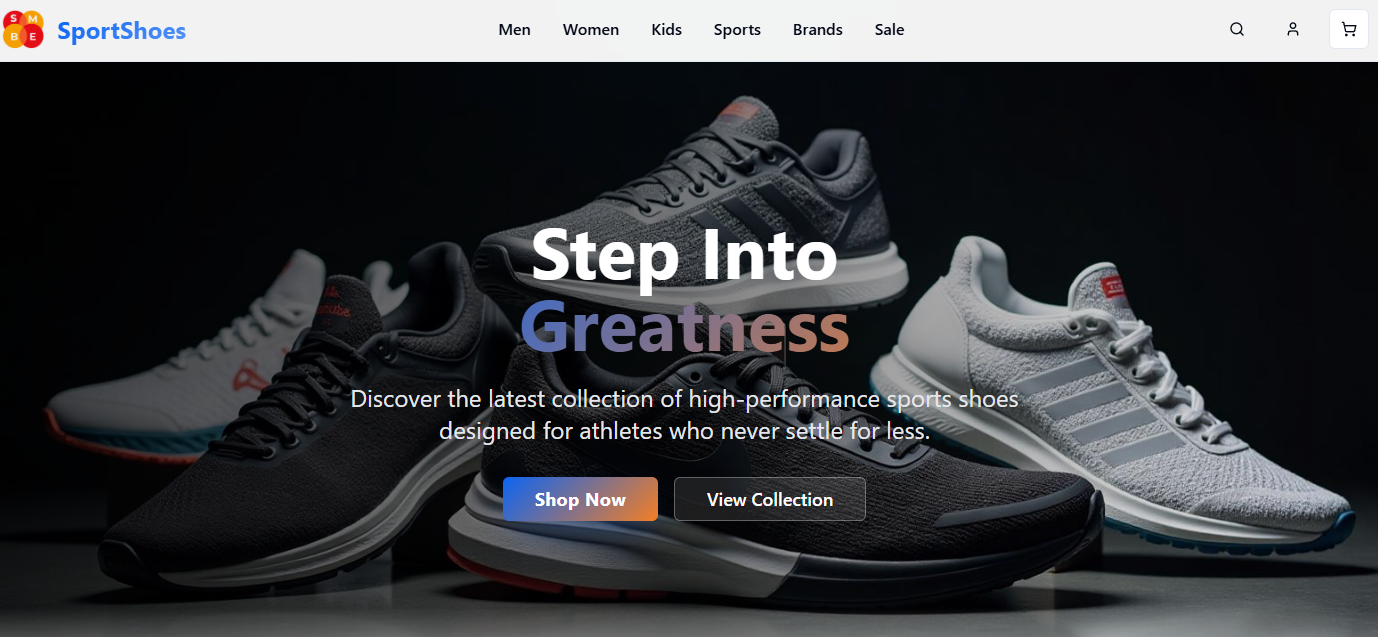 S M
B E
SportShoes
Men Women Kids Sports Brands Sale
Step Into
Greatness
Discover the latest collection of high-performance sports shoes
designed for athletes who never settle for less.
Shop Now View Collection